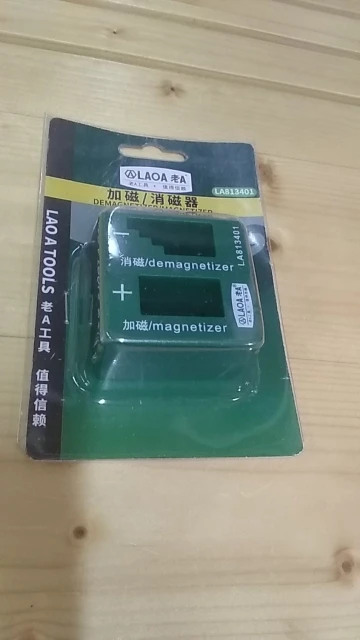 LAOA 老A
老A工具 值得信赖
加磁/消磁器
LA813401
DEMAGNETIZER/MAGNETIZER
LAO A TOOLS 老A工具 值得信赖
−
消磁/demagnetizer
LA813401
+
加磁/magnetizer
LAOA 老A